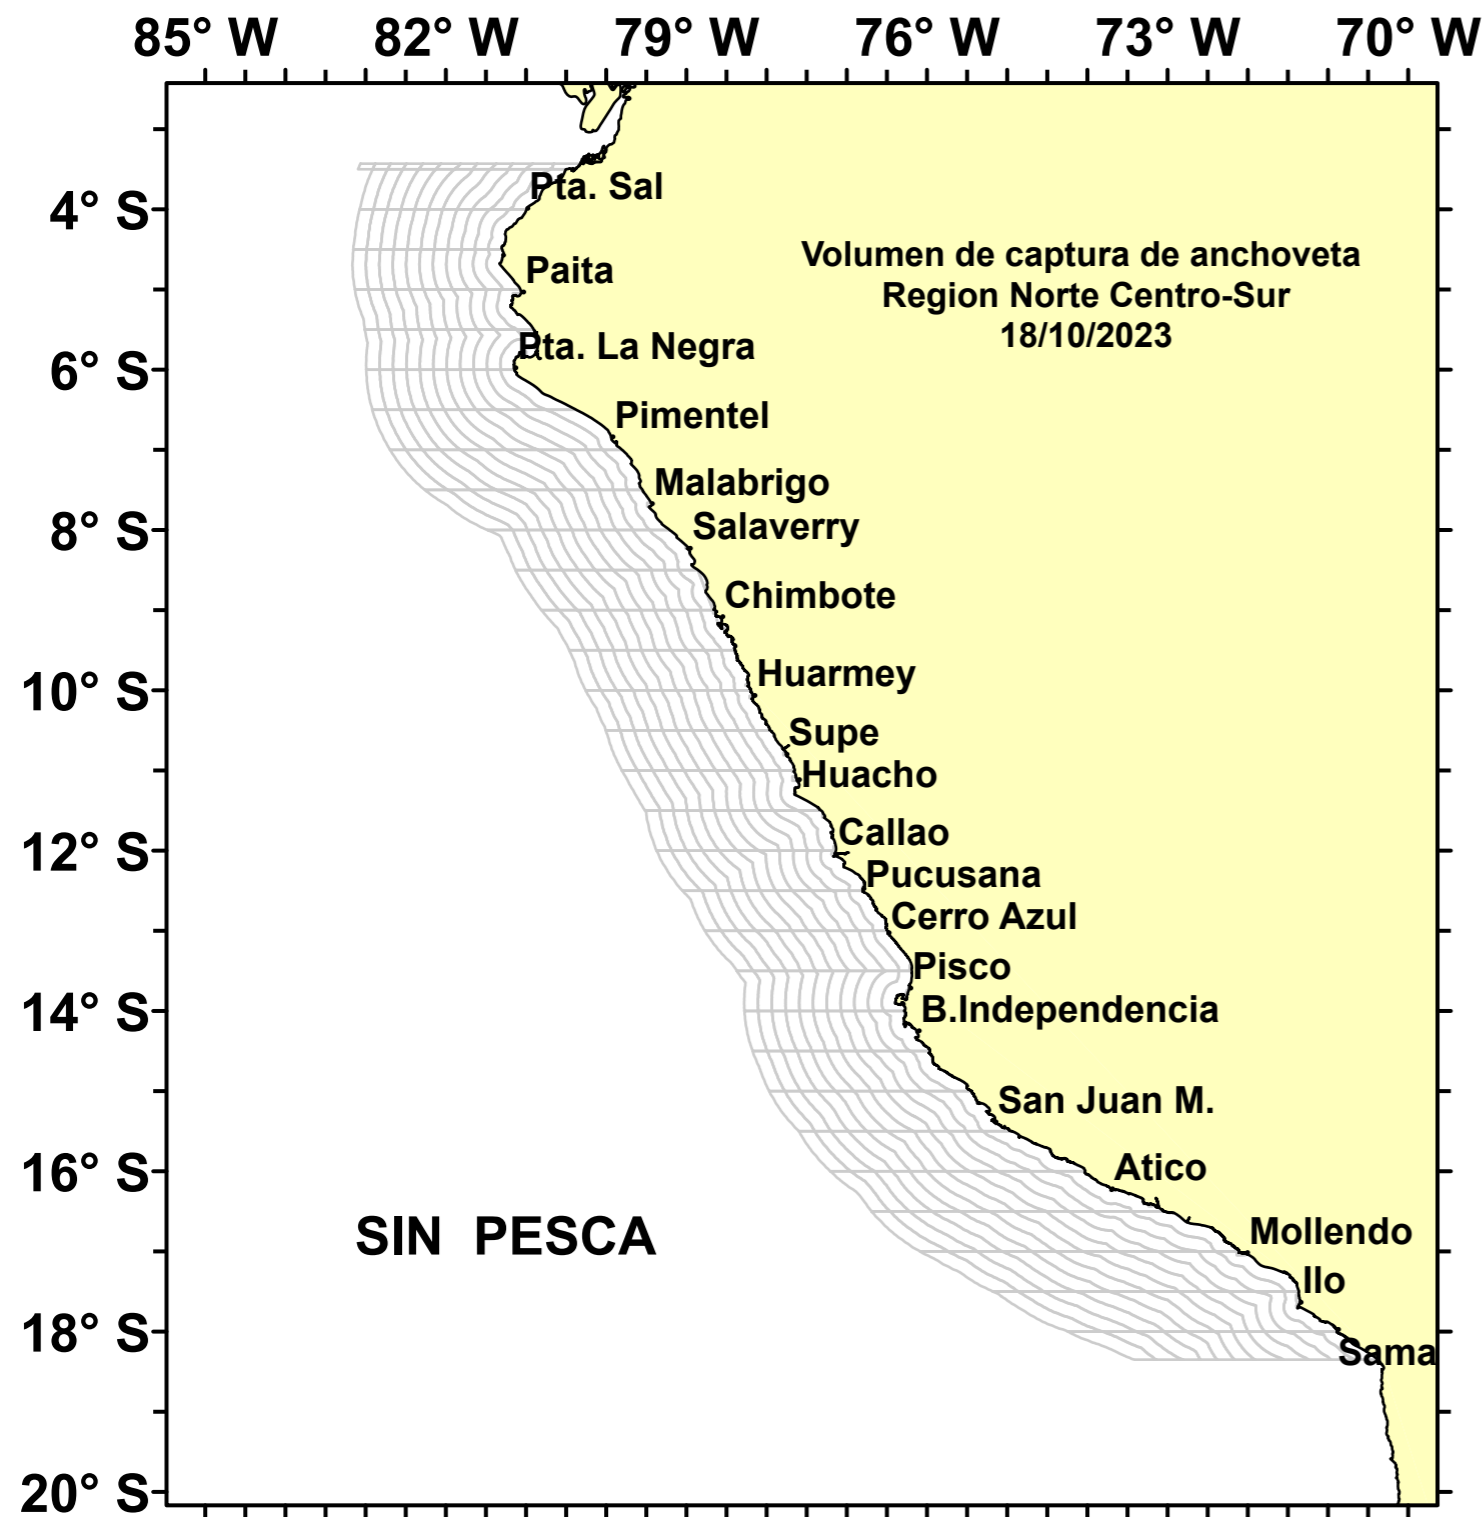 85° W 82° W 79° W 76° W 73° W 70° W
4° S
6° S
8° S
10° S
12° S
14° S
16° S
18° S
20° S
Volumen de captura de anchoveta
Region Norte Centro-Sur
18/10/2023
Pta. Sal
Paita
Pta. La Negra
Pimentel
Malabrigo
Salaverry
Chimbote
Huarmey
Supe
Huacho
Callao
Pucusana
Cerro Azul
Pisco
B.Independencia
San Juan M.
Atico
Mollendo
Ilo
Sama
SIN PESCA